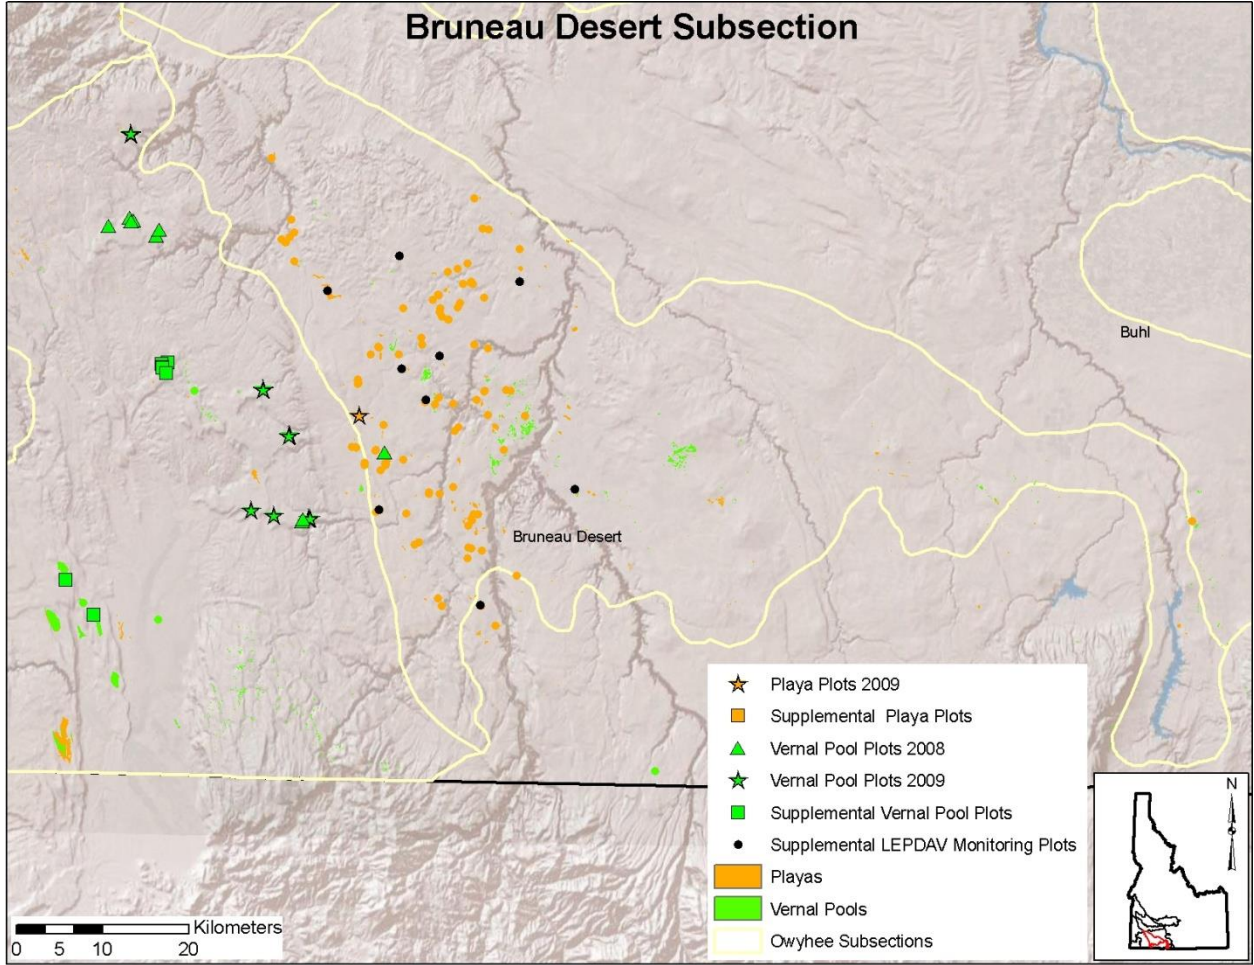 Bruneau Desert Subsection
Buhl
Bruneau Desert
Playa Plots 2009
Supplemental Playa Plots
Vernal Pool Plots 2008
Vernal Pool Plots 2009
Supplemental Vernal Pool Plots
Supplemental LEPDAV Monitoring Plots
Playas
Vernal Pools
Owyhee Subsections
N
Kilometers
0 5 10 20